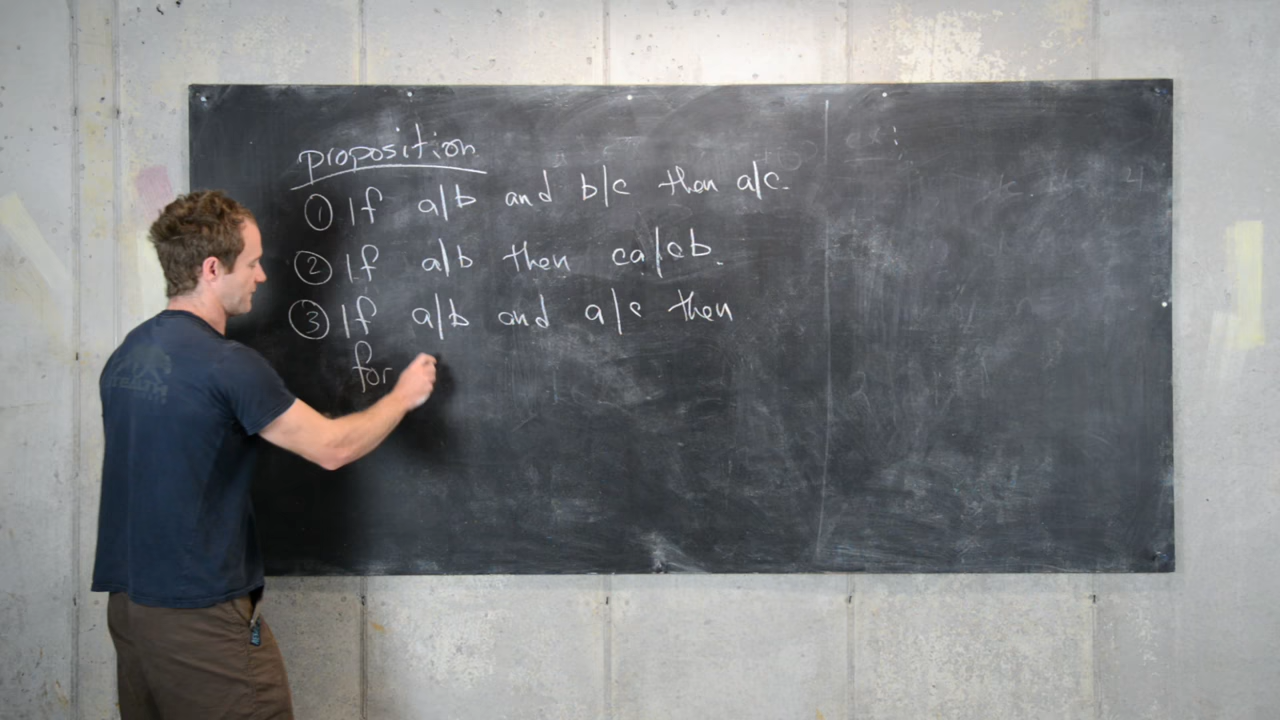 proposition
① If a|b and b|c then a|c.
② If a|b then ca|cb.
③ If a|b and a|c then
for